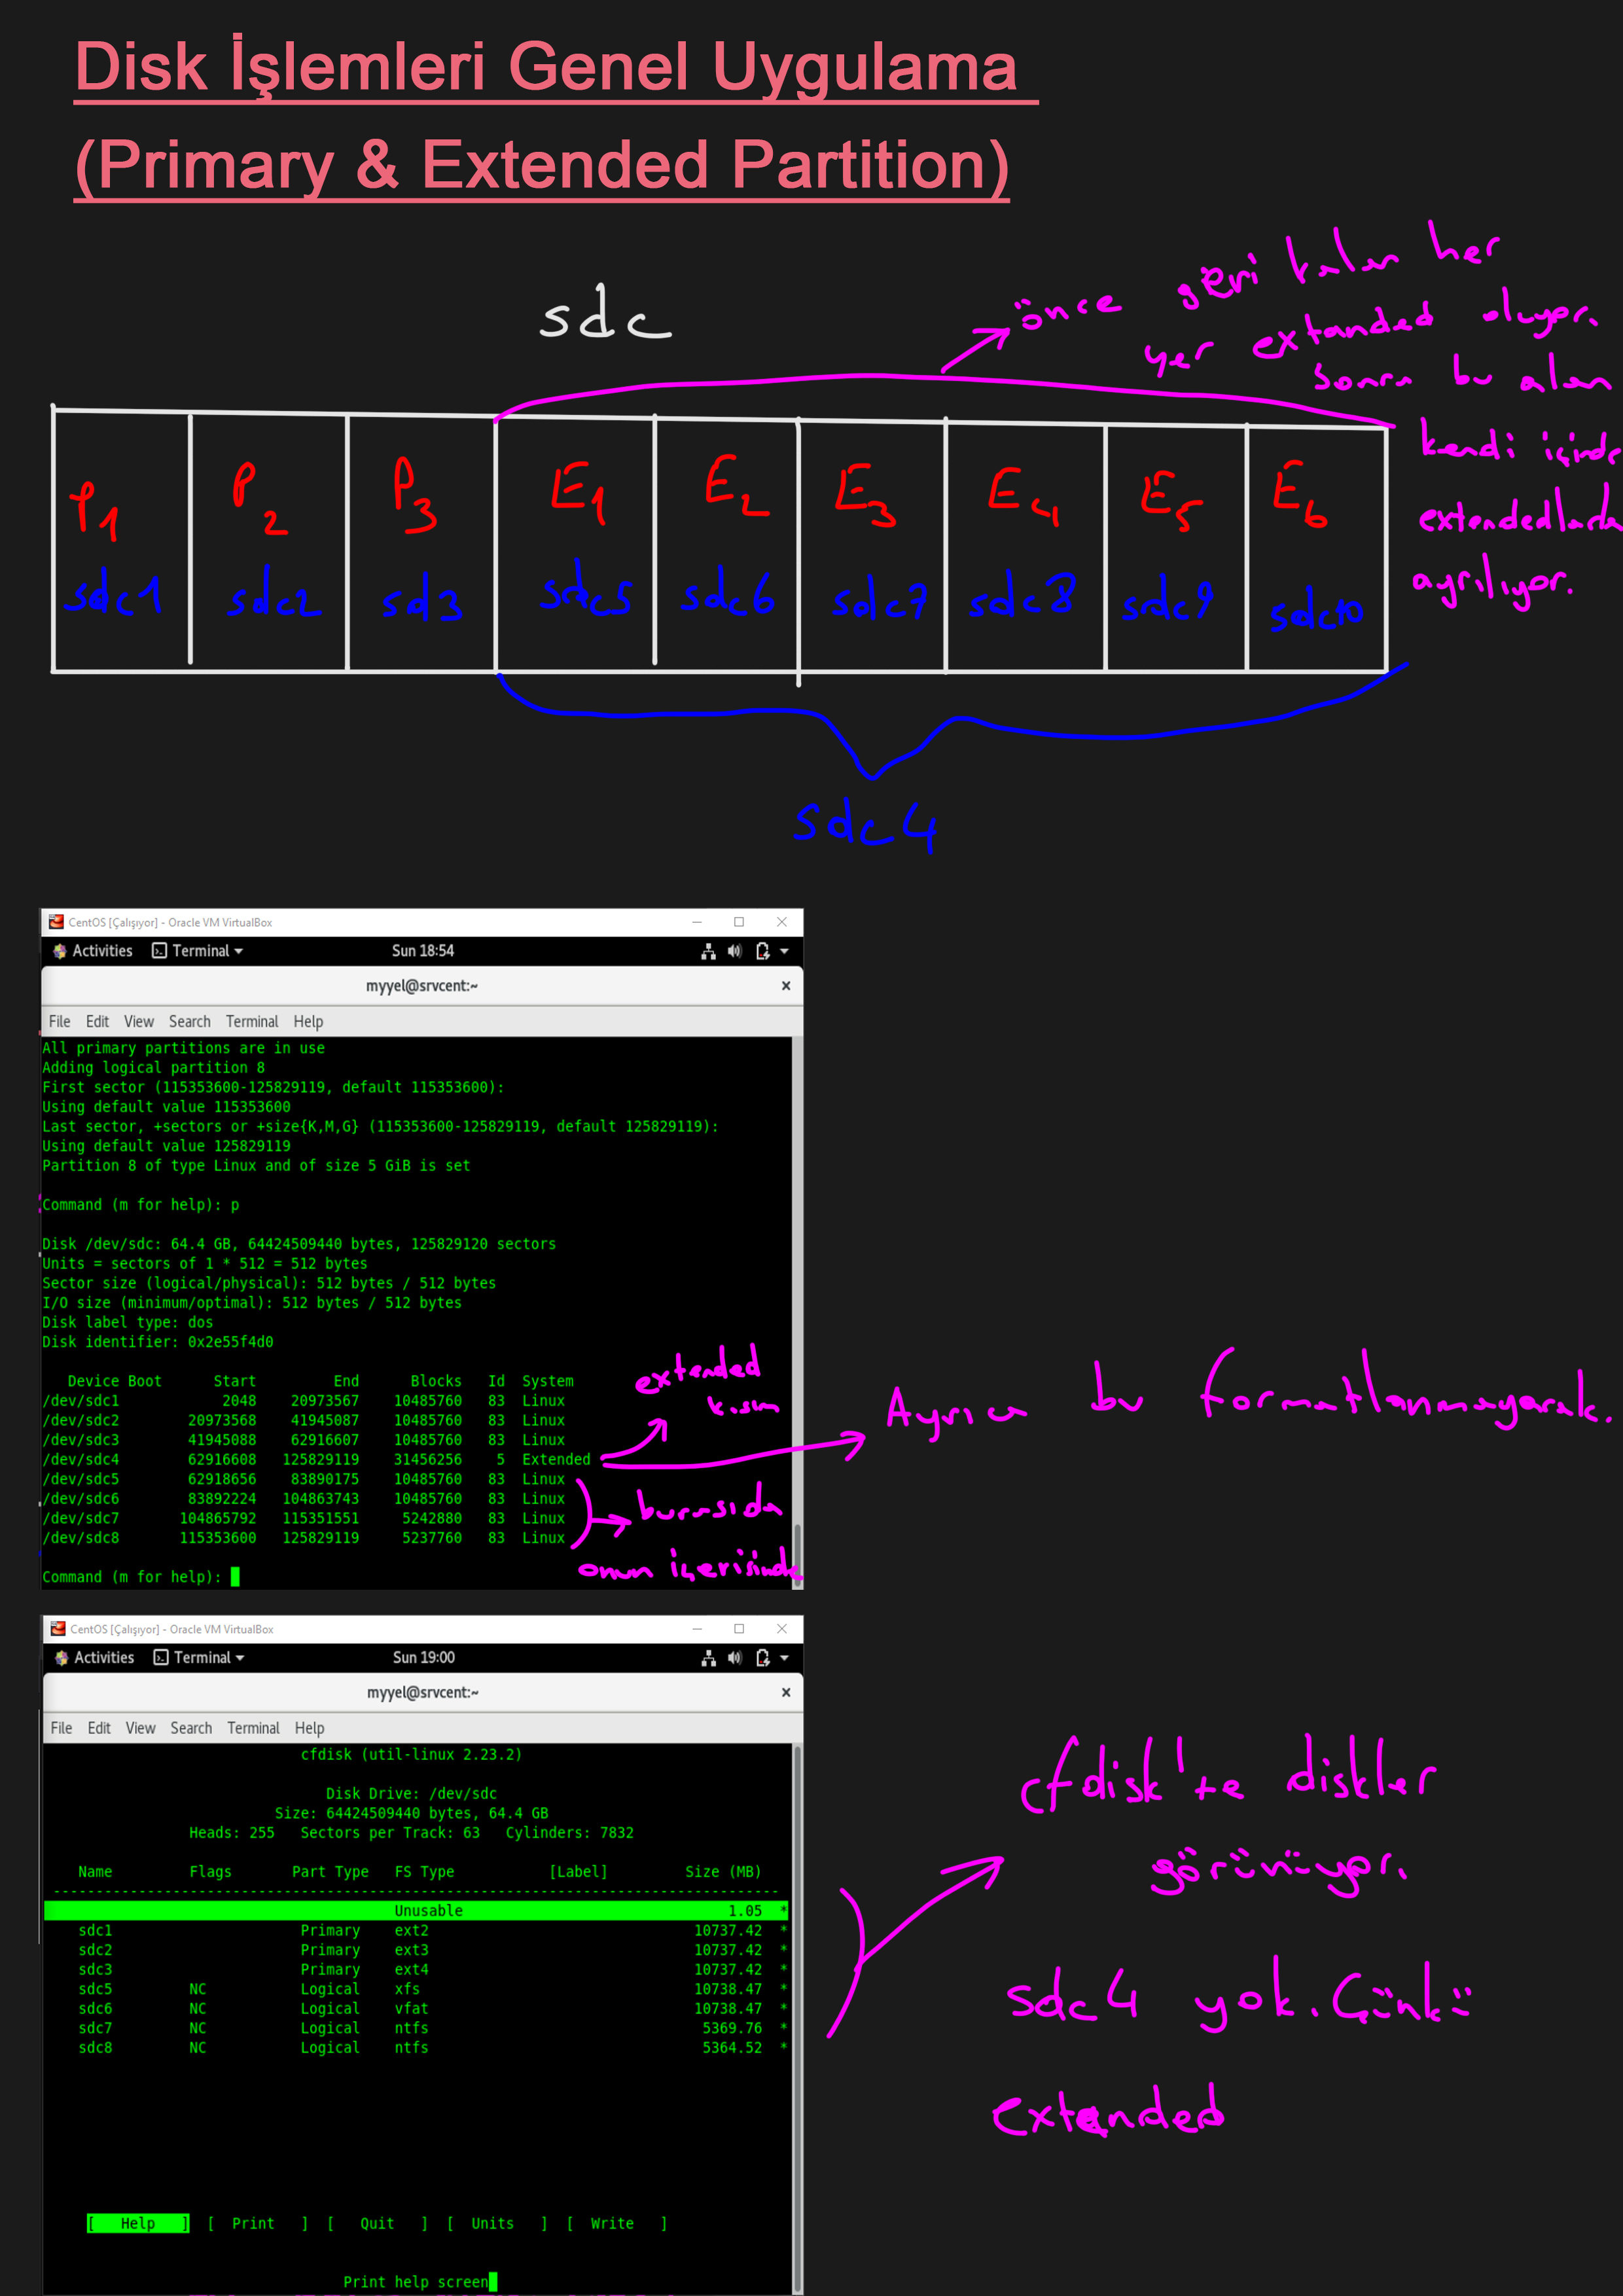 Disk İşlemleri Genel Uygulama
(Primary & Extended Partition)
sdc
önce geri kalan her
yer extanded oluyor.
sonra bu alan
kendi içinde
extendedlarda
ayrılıyor.
P1 P2 P3 E1 E2 E3 E4 E5 E6
sdc1 sdc2 sd3 sdc5 sdc6 sdc7 sdc8 sdc9 sdc10
sdc4
CentOS [Çalışıyor] - Oracle VM VirtualBox
Activities Terminal Sun 18:54
myyel@srvcent:~
File Edit View Search Terminal Help
All primary partitions are in use
Adding logical partition 8
First sector (115353600-125829119, default 115353600):
Using default value 115353600
Last sector, +sectors or +size{K,M,G} (115353600-125829119, default 125829119):
Using default value 125829119
Partition 8 of type Linux and of size 5 GiB is set
Command (m for help): p
Disk /dev/sdc: 64.4 GB, 64424509440 bytes, 125829120 sectors
Units = sectors of 1 * 512 = 512 bytes
Sector size (logical/physical): 512 bytes / 512 bytes
I/O size (minimum/optimal): 512 bytes / 512 bytes
Disk label type: dos
Disk identifier: 0x2e55f4d0
Device Boot Start End Blocks Id System
/dev/sdc1 2048 20973567 10485760 83 Linux
/dev/sdc2 20973568 41945087 10485760 83 Linux
/dev/sdc3 41945088 62916607 10485760 83 Linux
/dev/sdc4 62916608 125829119 31456256 5 Extended
/dev/sdc5 62918656 83890175 10485760 83 Linux
/dev/sdc6 83892224 104863743 10485760 83 Linux
/dev/sdc7 104865792 115351551 5242880 83 Linux
/dev/sdc8 115353600 125829119 5237760 83 Linux
Command (m for help):
extended
kısım
Ayrıca bu formatlanmayarak.
burasıda
onun içerisinde
CentOS [Çalışıyor] - Oracle VM VirtualBox
Activities Terminal Sun 19:00
myyel@srvcent:~
File Edit View Search Terminal Help
cfdisk (util-linux 2.23.2)
Disk Drive: /dev/sdc
Size: 64424509440 bytes, 64.4 GB
Heads: 255 Sectors per Track: 63 Cylinders: 7832
Name Flags Part Type FS Type [Label] Size (MB)
--------------------------------------------------------------------------------
Unusable 1.05 *
sdc1 Primary ext2 10737.42 *
sdc2 Primary ext3 10737.42 *
sdc3 Primary ext4 10737.42 *
sdc5 NC Logical xfs 10738.47 *
sdc6 NC Logical vfat 10738.47 *
sdc7 NC Logical ntfs 5369.76 *
sdc8 NC Logical ntfs 5364.52 *
[ Help ] [ Print ] [ Quit ] [ Units ] [ Write ]
Print help screen
cfdisk'te diskler
görünüyor.
sdc4 yok. Çünkü
extended